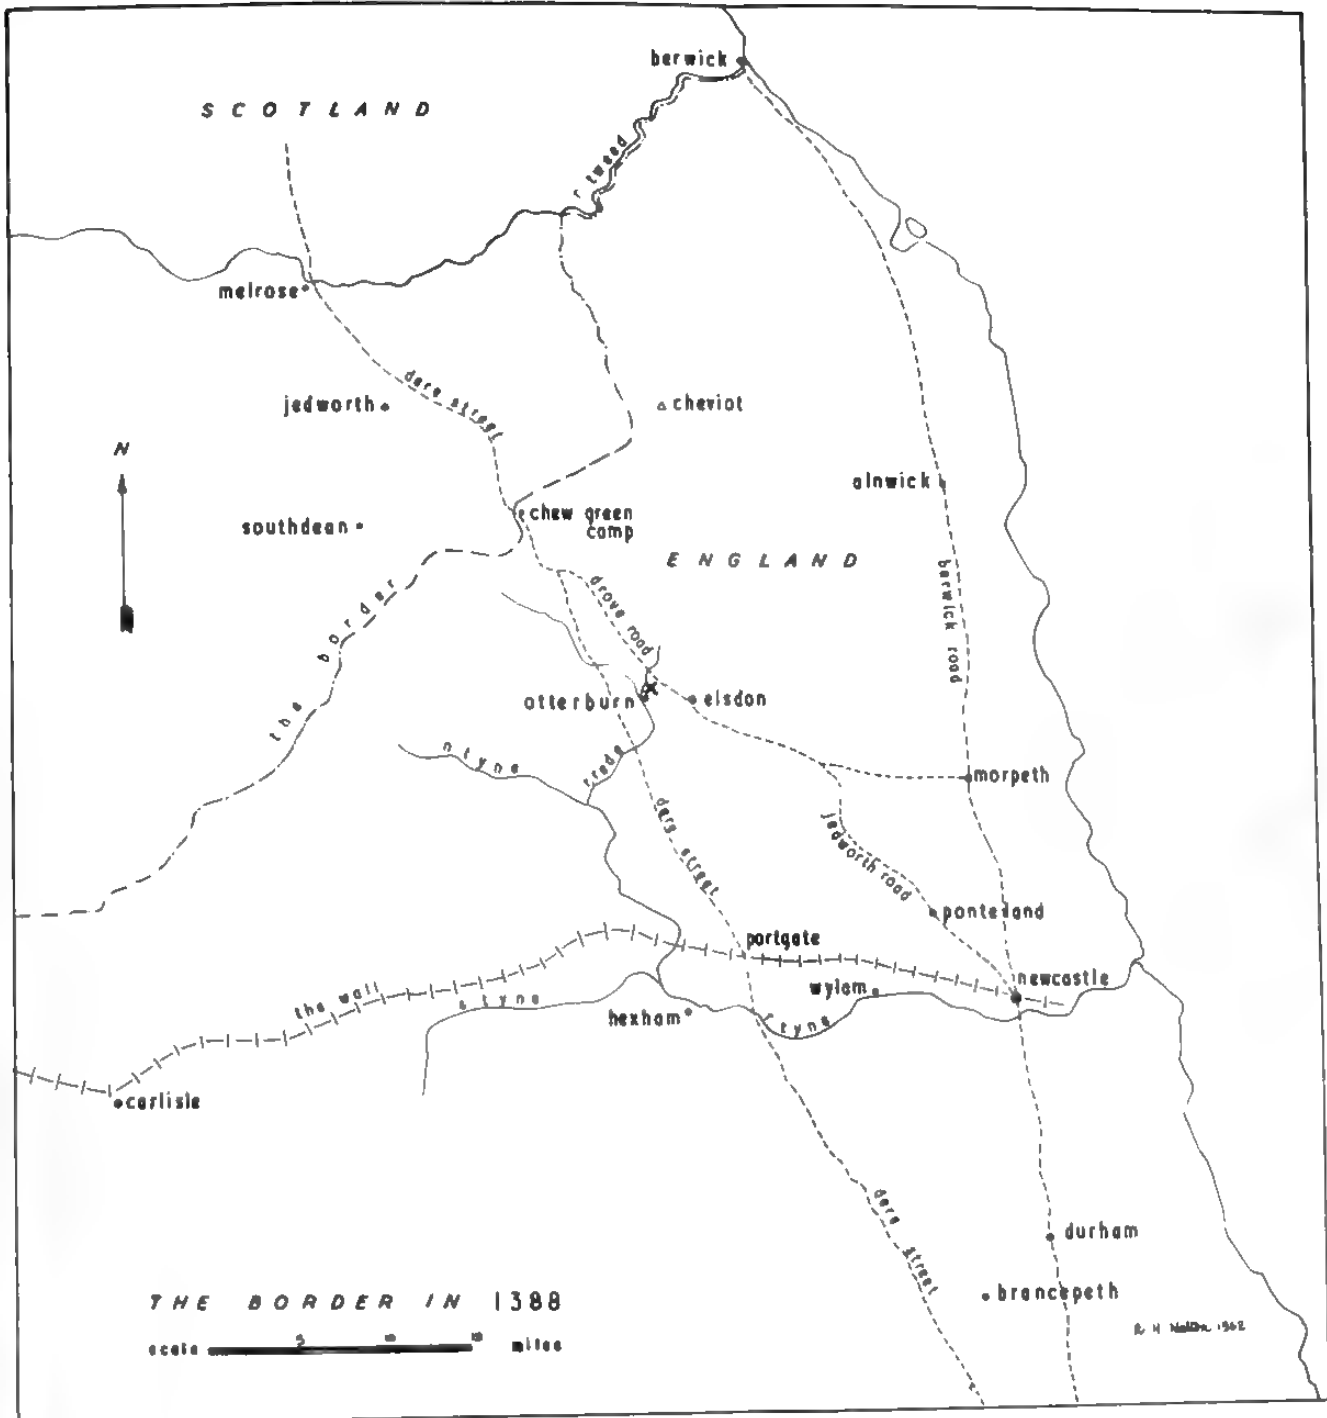 berwick
SCOTLAND
r tweed
melrose
dere street
jedworth
cheviot
N
alnwick
chew green
camp
southdean
ENGLAND
the border
drove road
berwick road
otterburn
elsdon
n tyne
r rede
morpeth
dere street
jedworth road
ponteland
portgate
newcastle
the wall
s tyne
wylam
hexham
r tyne
carlisle
dere street
durham
brancepeth
THE BORDER IN 1388
scale 5 10 miles
1962